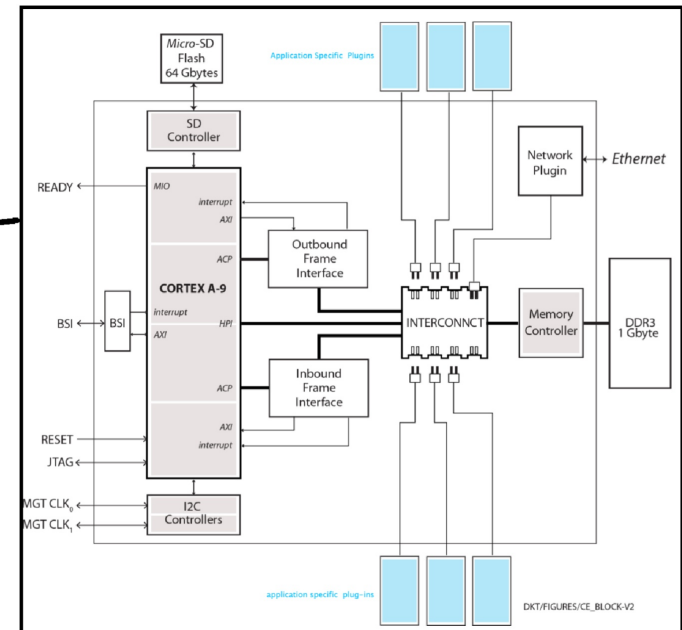 Micro-SD
Flash
64 Gbytes
Application Specific Plugins
SD
Controller
Network
Plugin
Ethernet
READY
MIO
interrupt
AXI
Outbound
Frame
Interface
ACP
CORTEX A-9
BSI
BSI
interrupt
AXI
HPI
INTERCONNCT
Memory
Controller
DDR3
1 Gbyte
Inbound
Frame
Interface
ACP
AXI
interrupt
RESET
JTAG
MGT CLK0
MGT CLK1
I2C
Controllers
application specific plug-ins
DKT/FIGURES/CE_BLOCK-V2